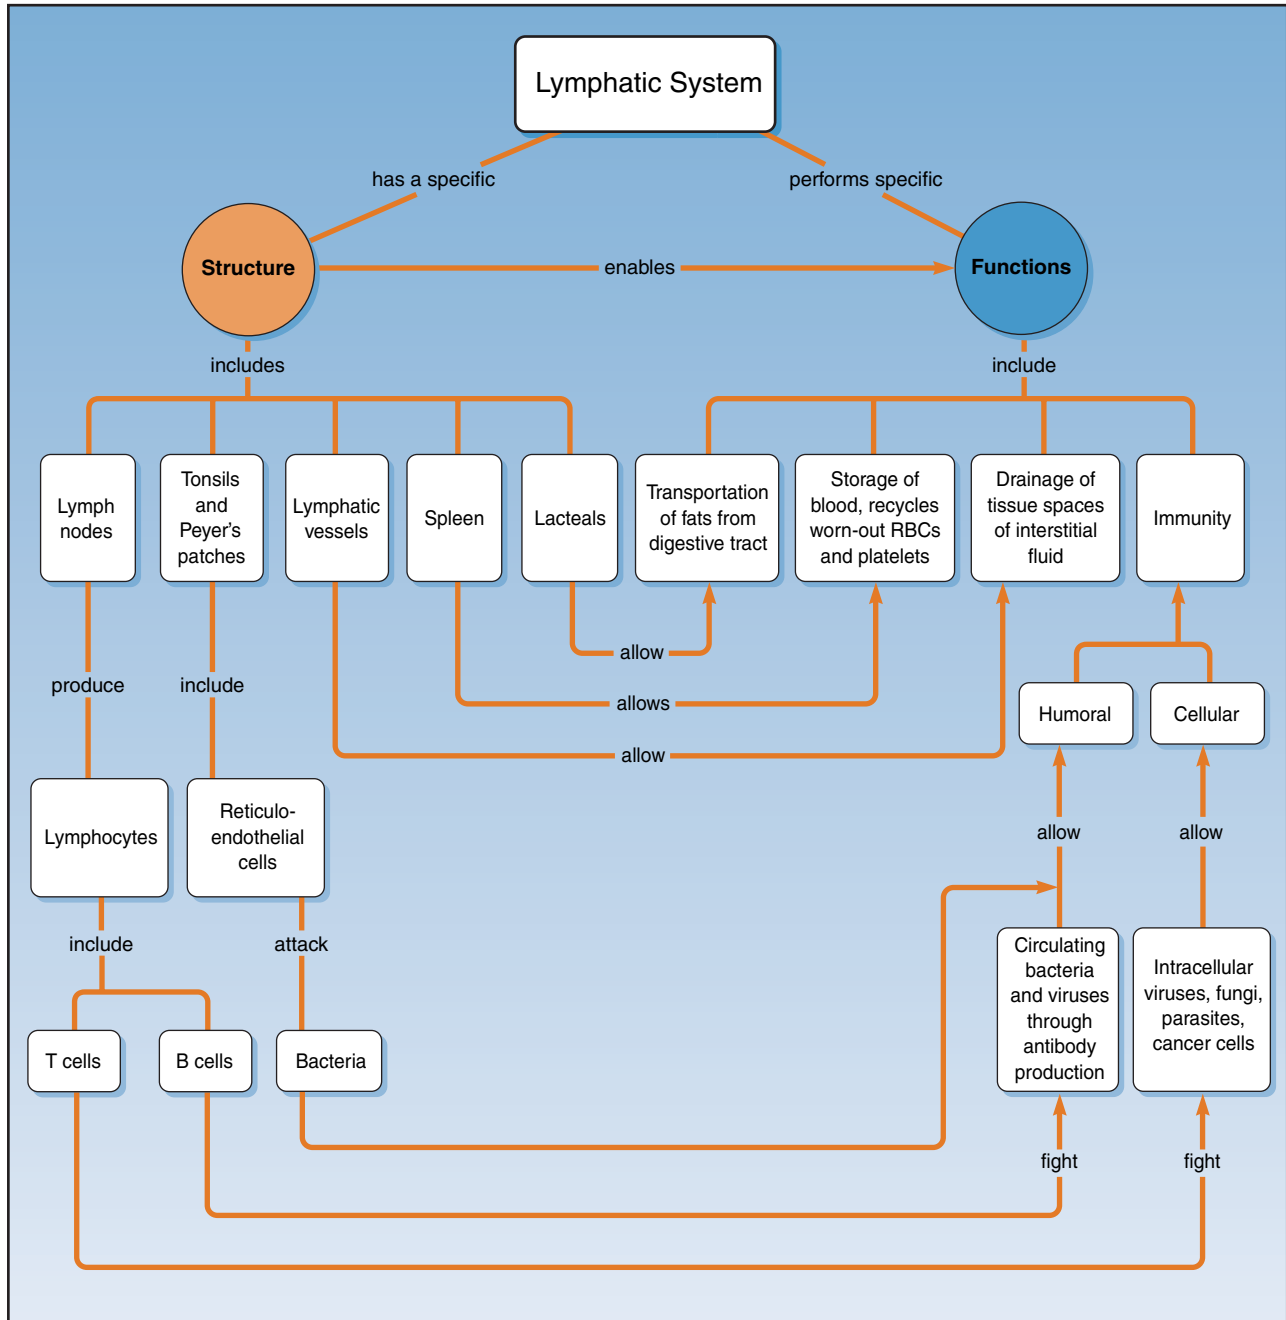 Lymphatic System
has a specific
performs specific
Structure
enables
Functions
includes
include
Lymph
nodes
Tonsils
and
Peyer's
patches
Lymphatic
vessels
Spleen
Lacteals
Transportation
of fats from
digestive tract
Storage of
blood, recycles
worn-out RBCs
and platelets
Drainage of
tissue spaces
of interstitial
fluid
Immunity
allow
produce
include
allows
Humoral
Cellular
allow
Lymphocytes
Reticulo-
endothelial
cells
allow
allow
include
attack
Circulating
bacteria
and viruses
through
antibody
production
Intracellular
viruses, fungi,
parasites,
cancer cells
T cells
B cells
Bacteria
fight
fight